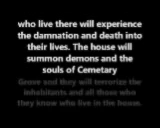 who live there will experience
the damnation and death into
their lives. The house will
summon demons and the
souls of Cemetary
Grove and they will terrorize the
inhabitants and all those who
they know who live in the house.